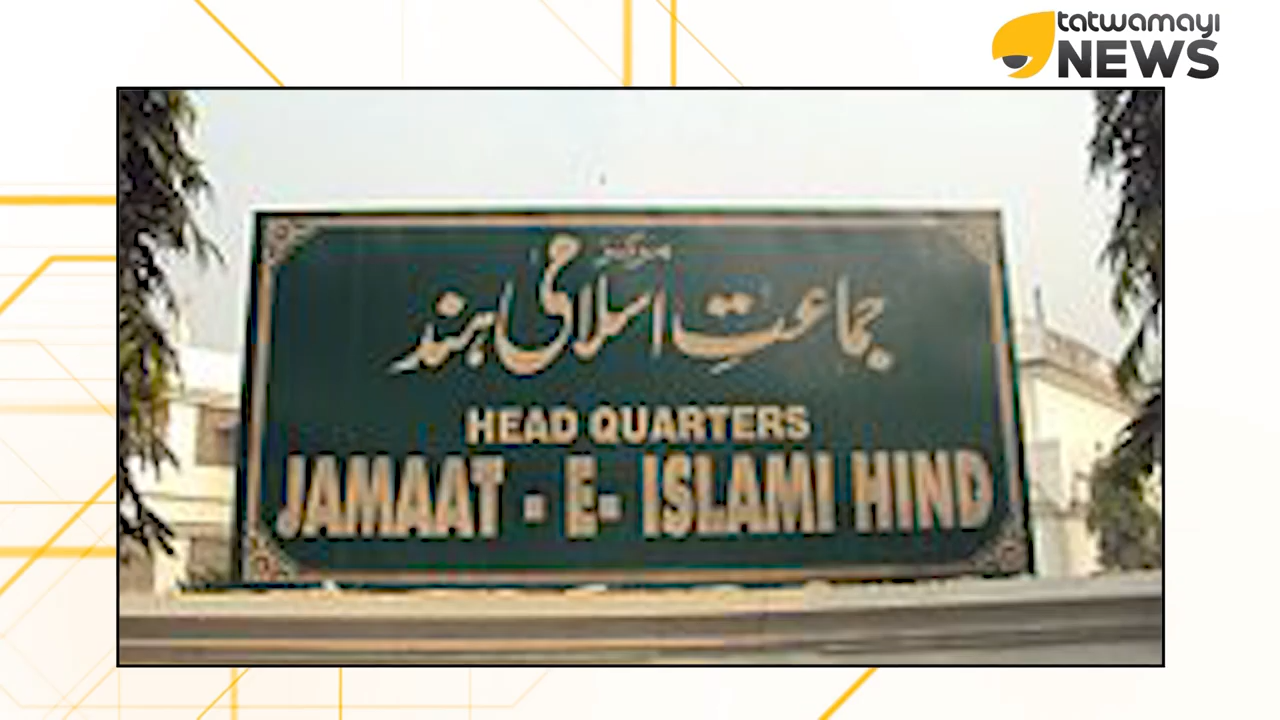 tatwamayi
NEWS
جماعتِ اسلامی ہند
HEAD QUARTERS
JAMAAT - E- ISLAMI HIND